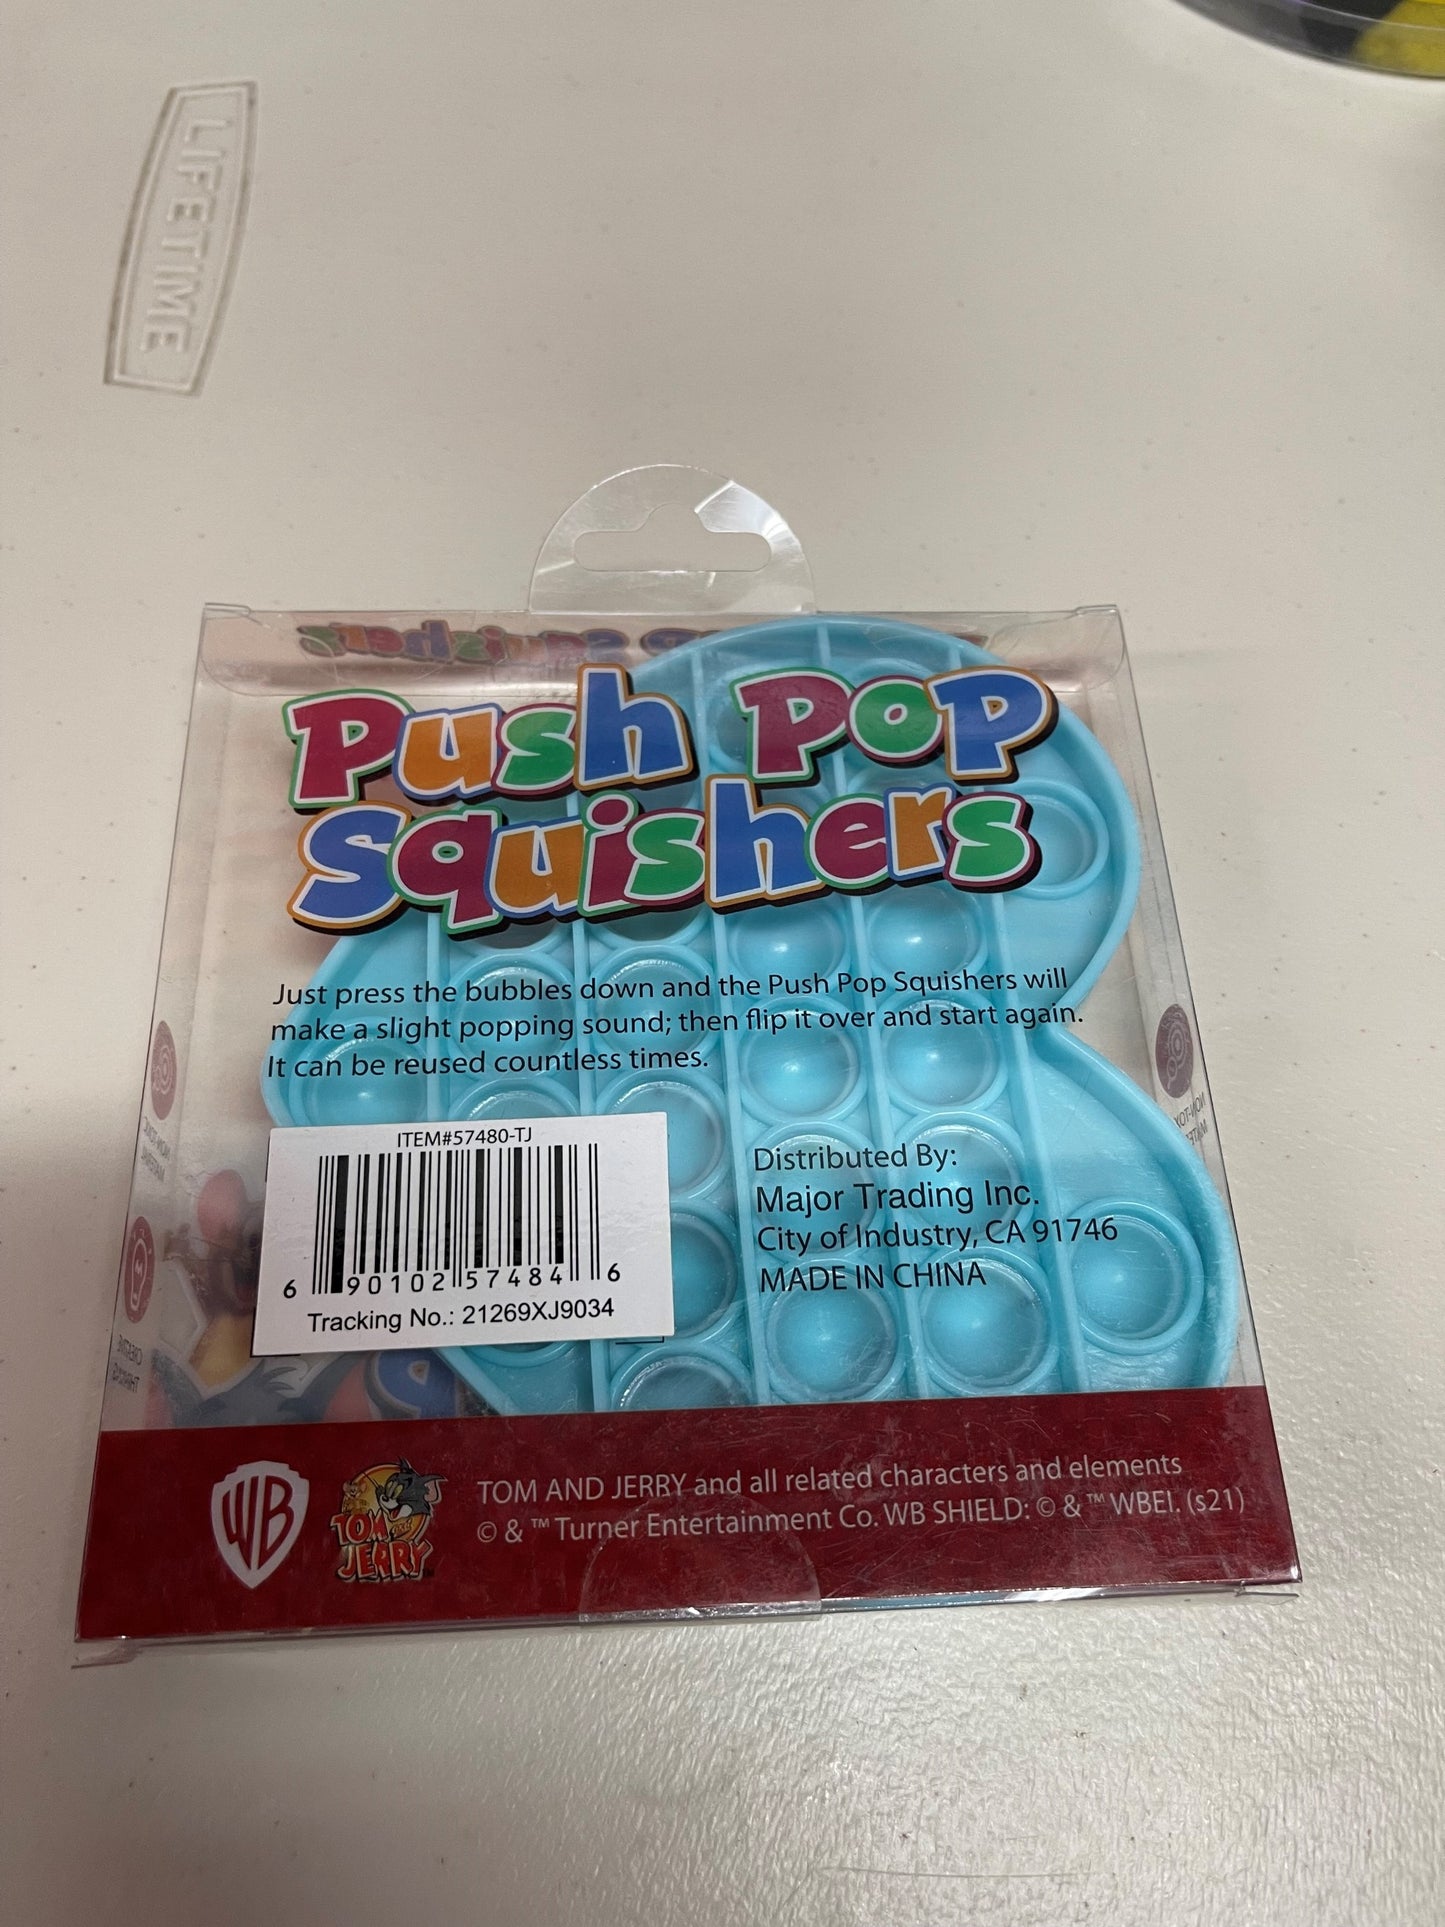 LIFETIME
Push Pop
Squishers
Just press the bubbles down and the Push Pop Squishers will
make a slight popping sound; then flip it over and start again.
It can be reused countless times.
ITEM#57480-TJ
6 90102 57484 6
Tracking No.: 21269XJ9034
Distributed By:
Major Trading Inc.
City of Industry, CA 91746
MADE IN CHINA
WB
TOM and JERRY
TOM AND JERRY and all related characters and elements
© & ™ Turner Entertainment Co. WB SHIELD: © & ™ WBEI. (s21)